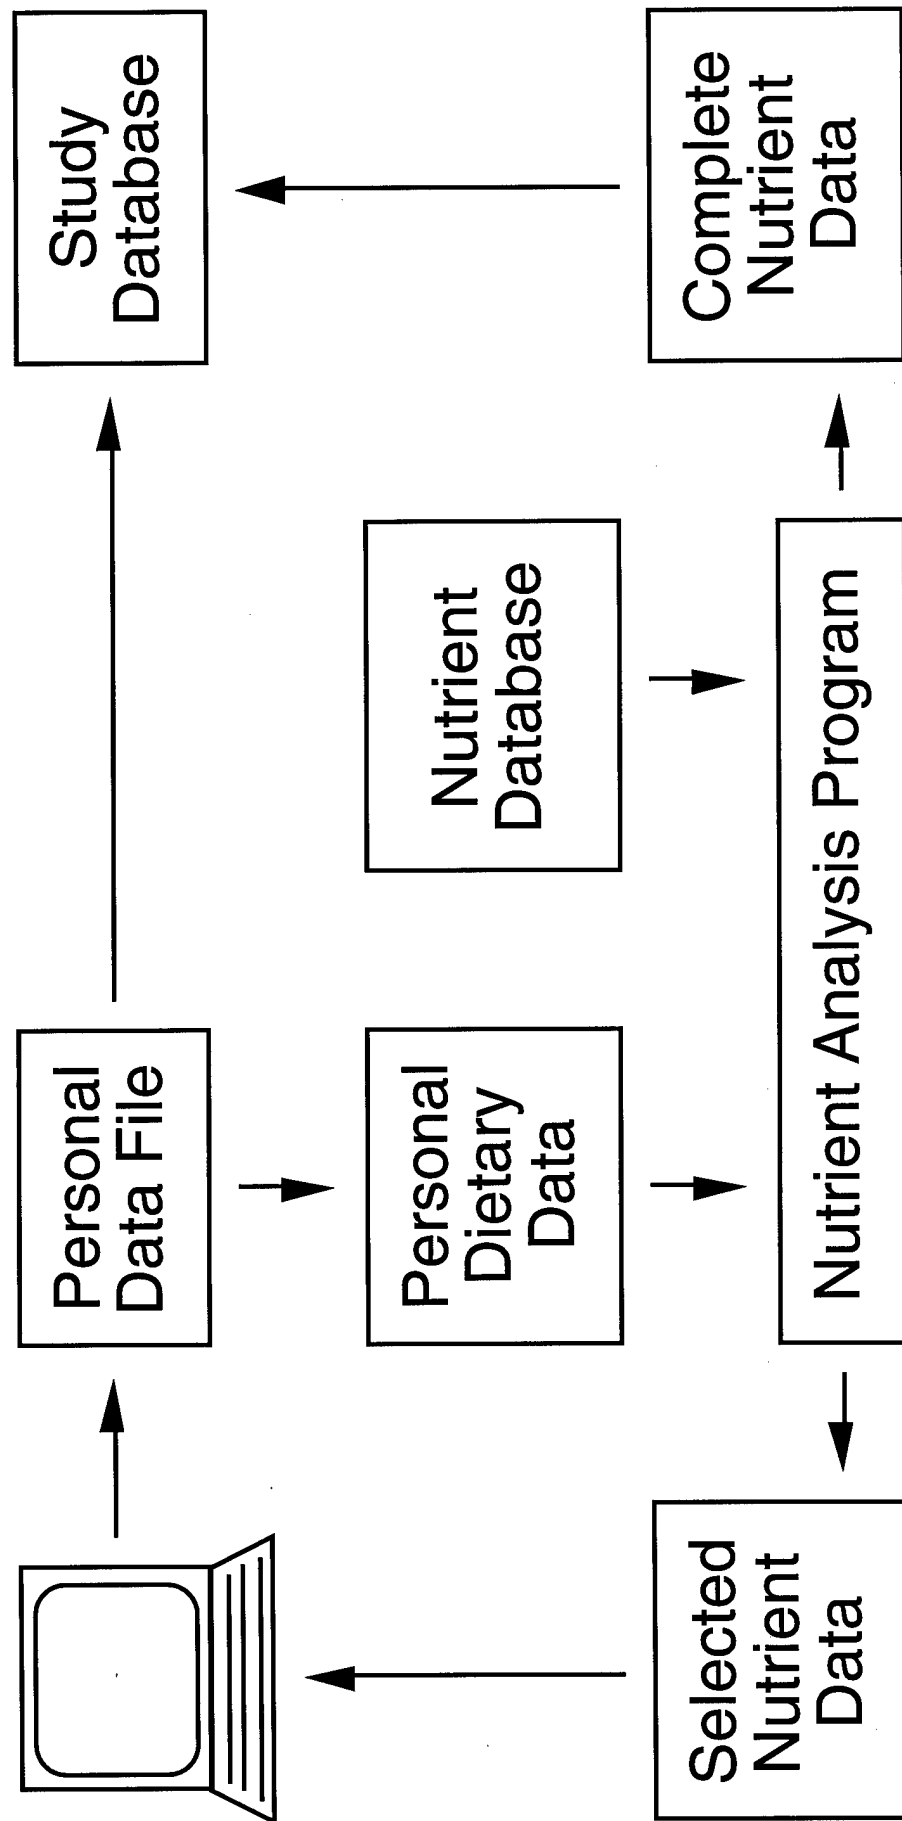 Personal
Data File
Study
Database
Personal
Dietary
Data
Nutrient
Database
Selected
Nutrient
Data
Nutrient Analysis Program
Complete
Nutrient
Data